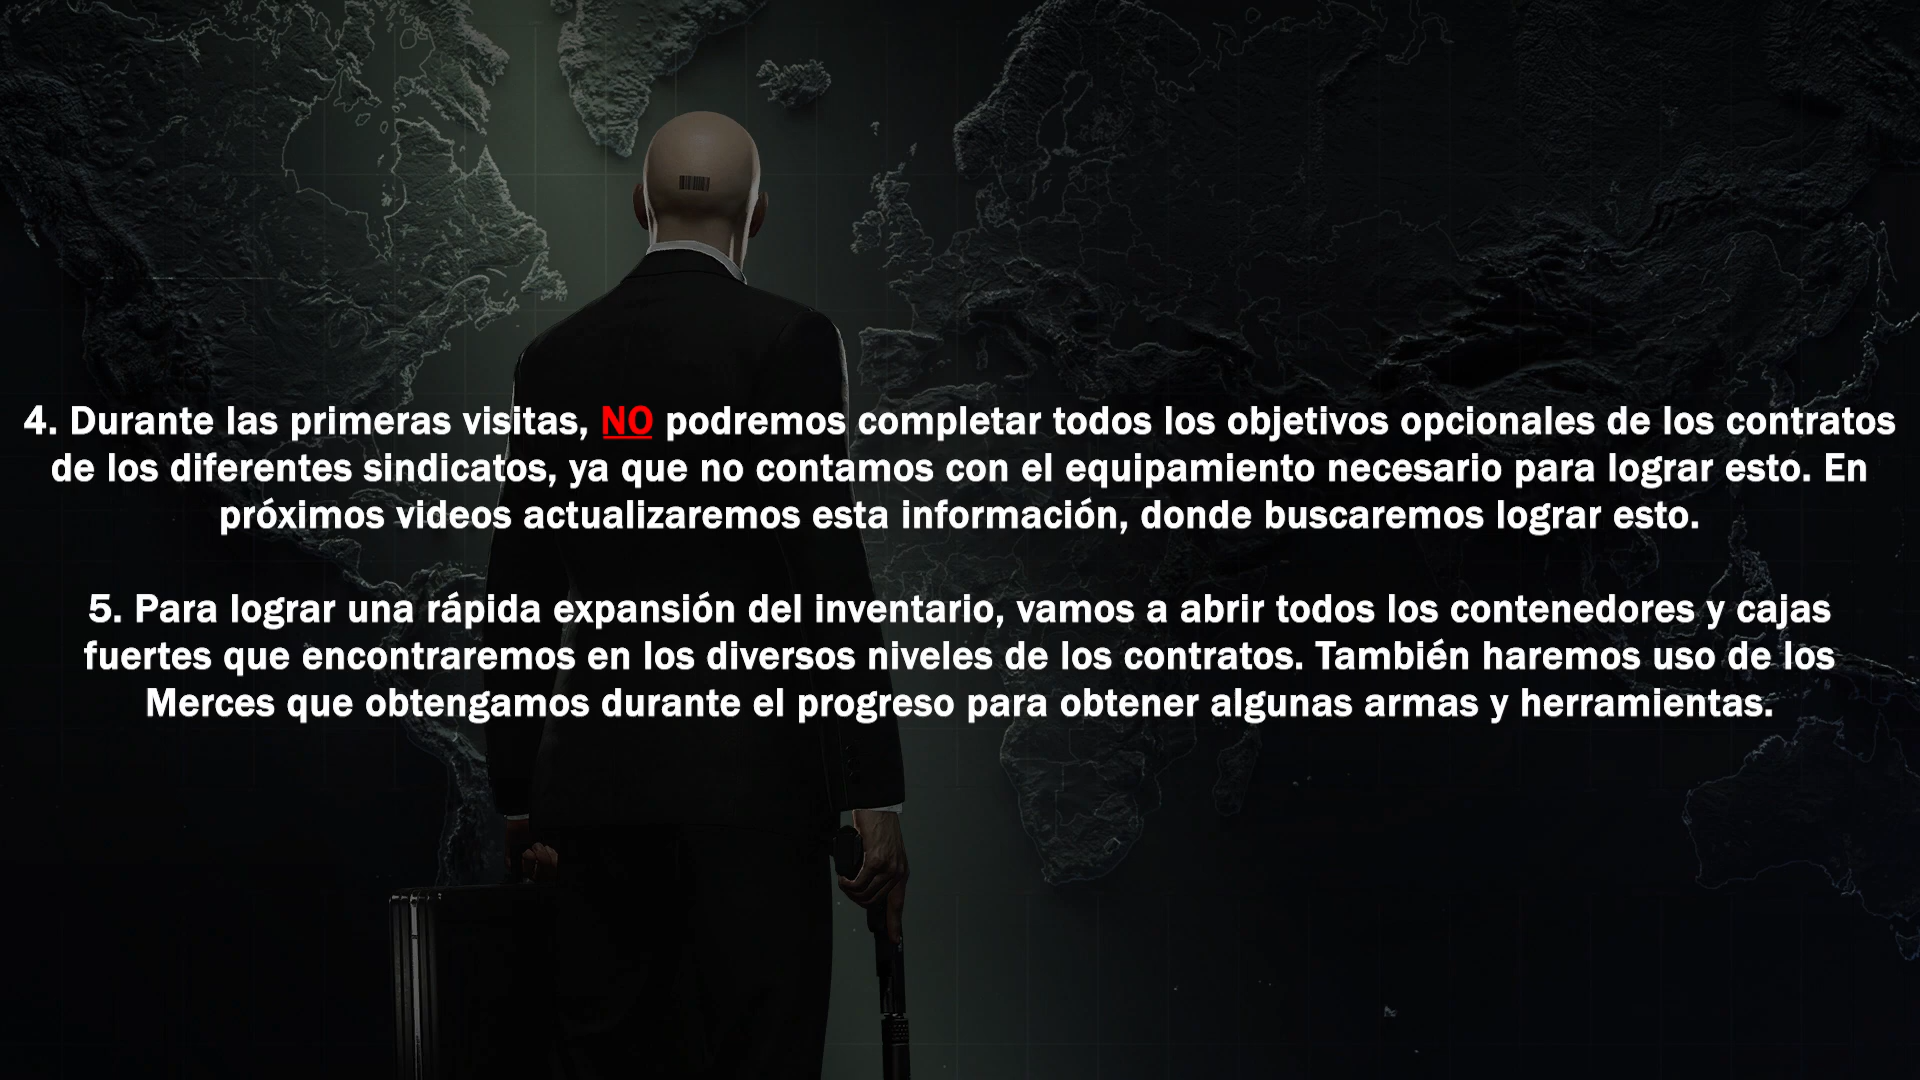 4. Durante las primeras visitas, NO podremos completar todos los objetivos opcionales de los contratos
de los diferentes sindicatos, ya que no contamos con el equipamiento necesario para lograr esto. En
próximos videos actualizaremos esta información, donde buscaremos lograr esto.
5. Para lograr una rápida expansión del inventario, vamos a abrir todos los contenedores y cajas
fuertes que encontraremos en los diversos niveles de los contratos. También haremos uso de los
Merces que obtengamos durante el progreso para obtener algunas armas y herramientas.